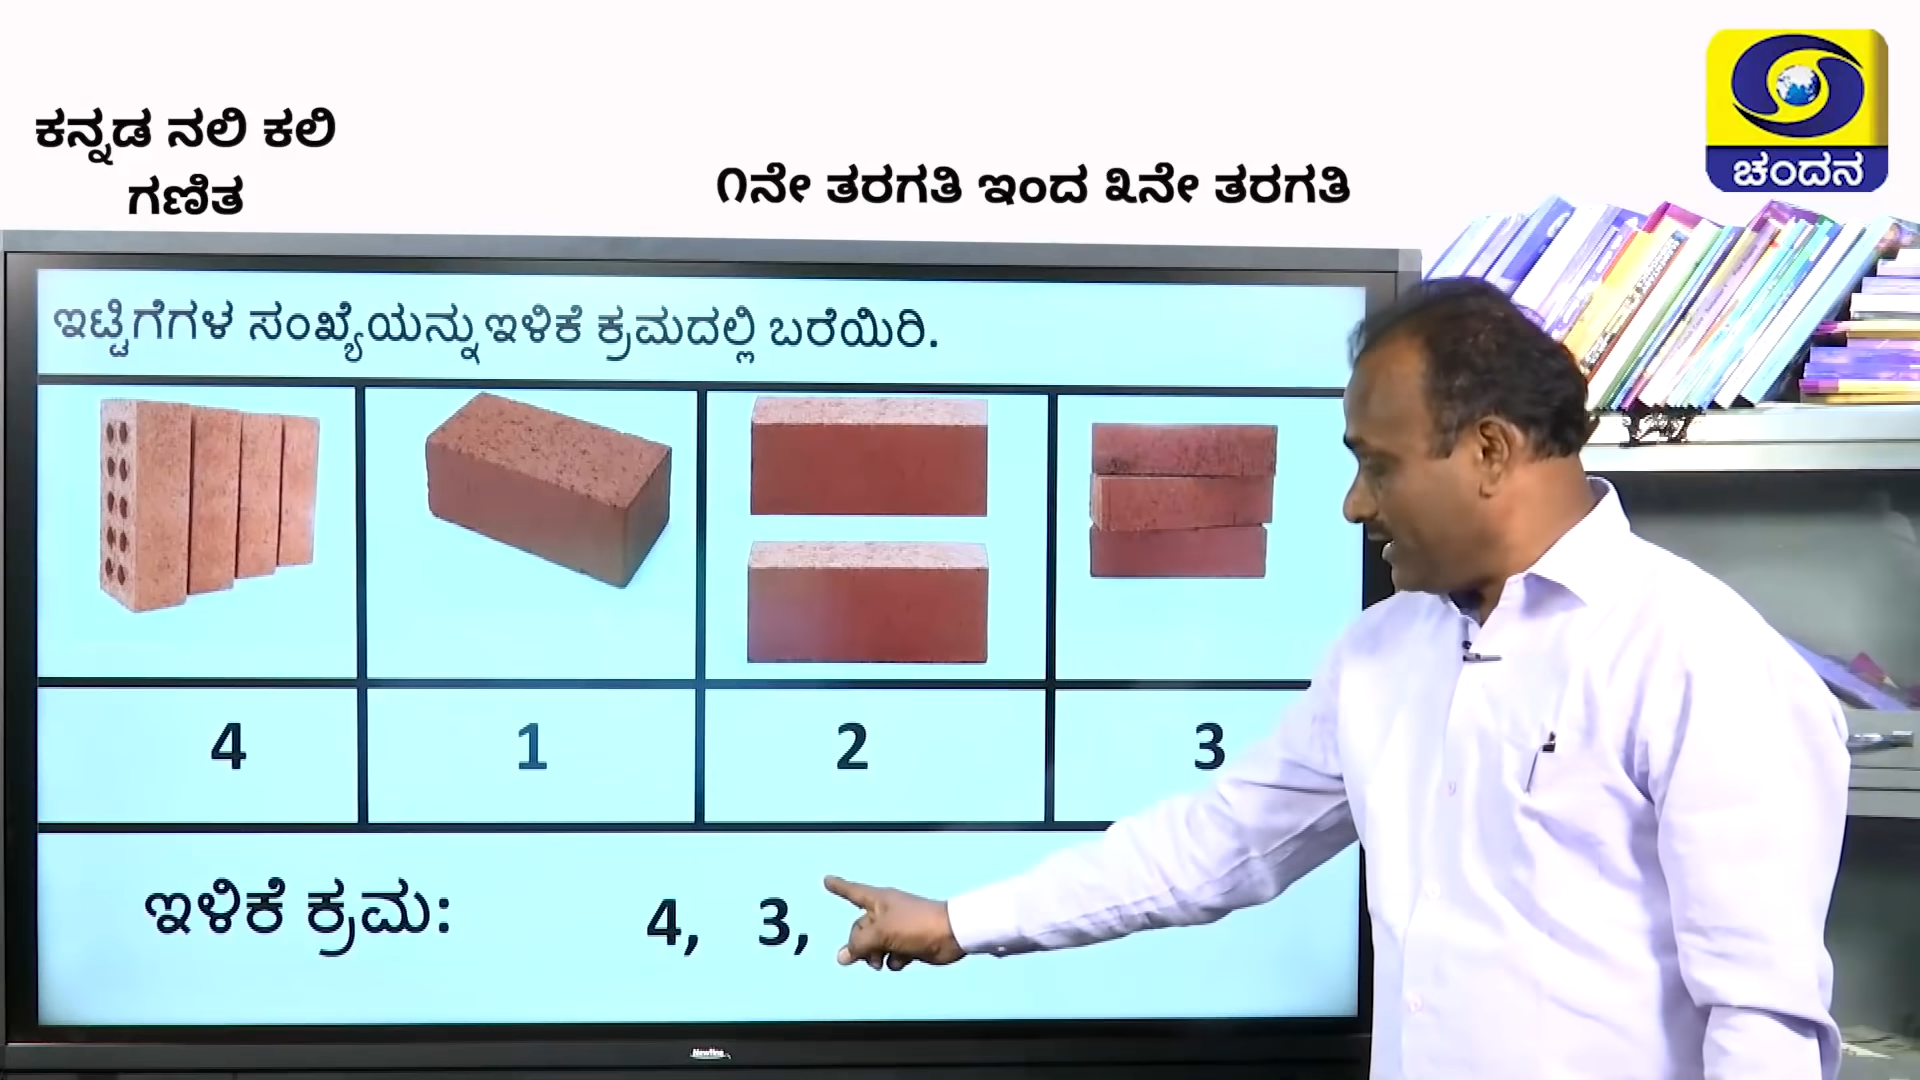 ಕನ್ನಡ ನಲಿ ಕಲಿ
ಗಣಿತ
೧ನೇ ತರಗತಿ ಇಂದ ೩ನೇ ತರಗತಿ
ಚಂದನ
ಇಟ್ಟಿಗೆಗಳ ಸಂಖ್ಯೆಯನ್ನು ಇಳಿಕೆ ಕ್ರಮದಲ್ಲಿ ಬರೆಯಿರಿ.
4 1 2 3
ಇಳಿಕೆ ಕ್ರಮ: 4, 3,
Newline